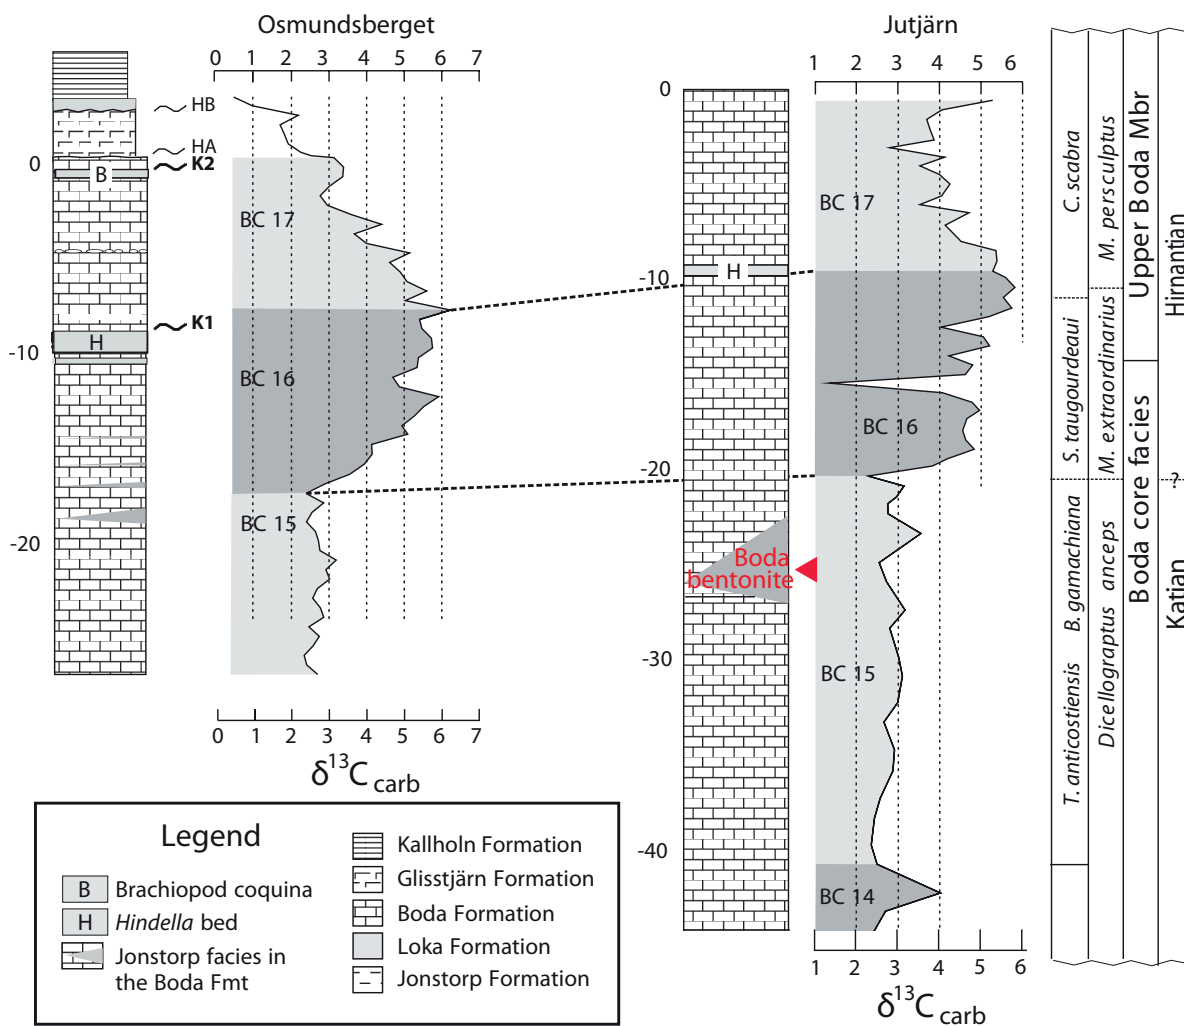 Osmundsberget
0 1 2 3 4 5 6 7
HB
HA
K2
K1
0
-10
-20
B
H
BC 17
BC 16
BC 15
0 1 2 3 4 5 6 7
δ13C carb
Jutjärn
1 2 3 4 5 6
0
-10
-20
-30
-40
H
Boda
bentonite
BC 17
BC 16
BC 15
BC 14
1 2 3 4 5 6
δ13C carb
C. scabra
S. taugourdeaui
T. anticostiensis B. gamachiana
M. persculptus
M. extraordinarius
Dicellograptus anceps
Upper Boda Mbr
Boda core facies
Hirnantian
?
Katian
Legend
B Brachiopod coquina
H Hindella bed
Jonstorp facies in
the Boda Fmt
Kallholn Formation
Glisstjärn Formation
Boda Formation
Loka Formation
Jonstorp Formation